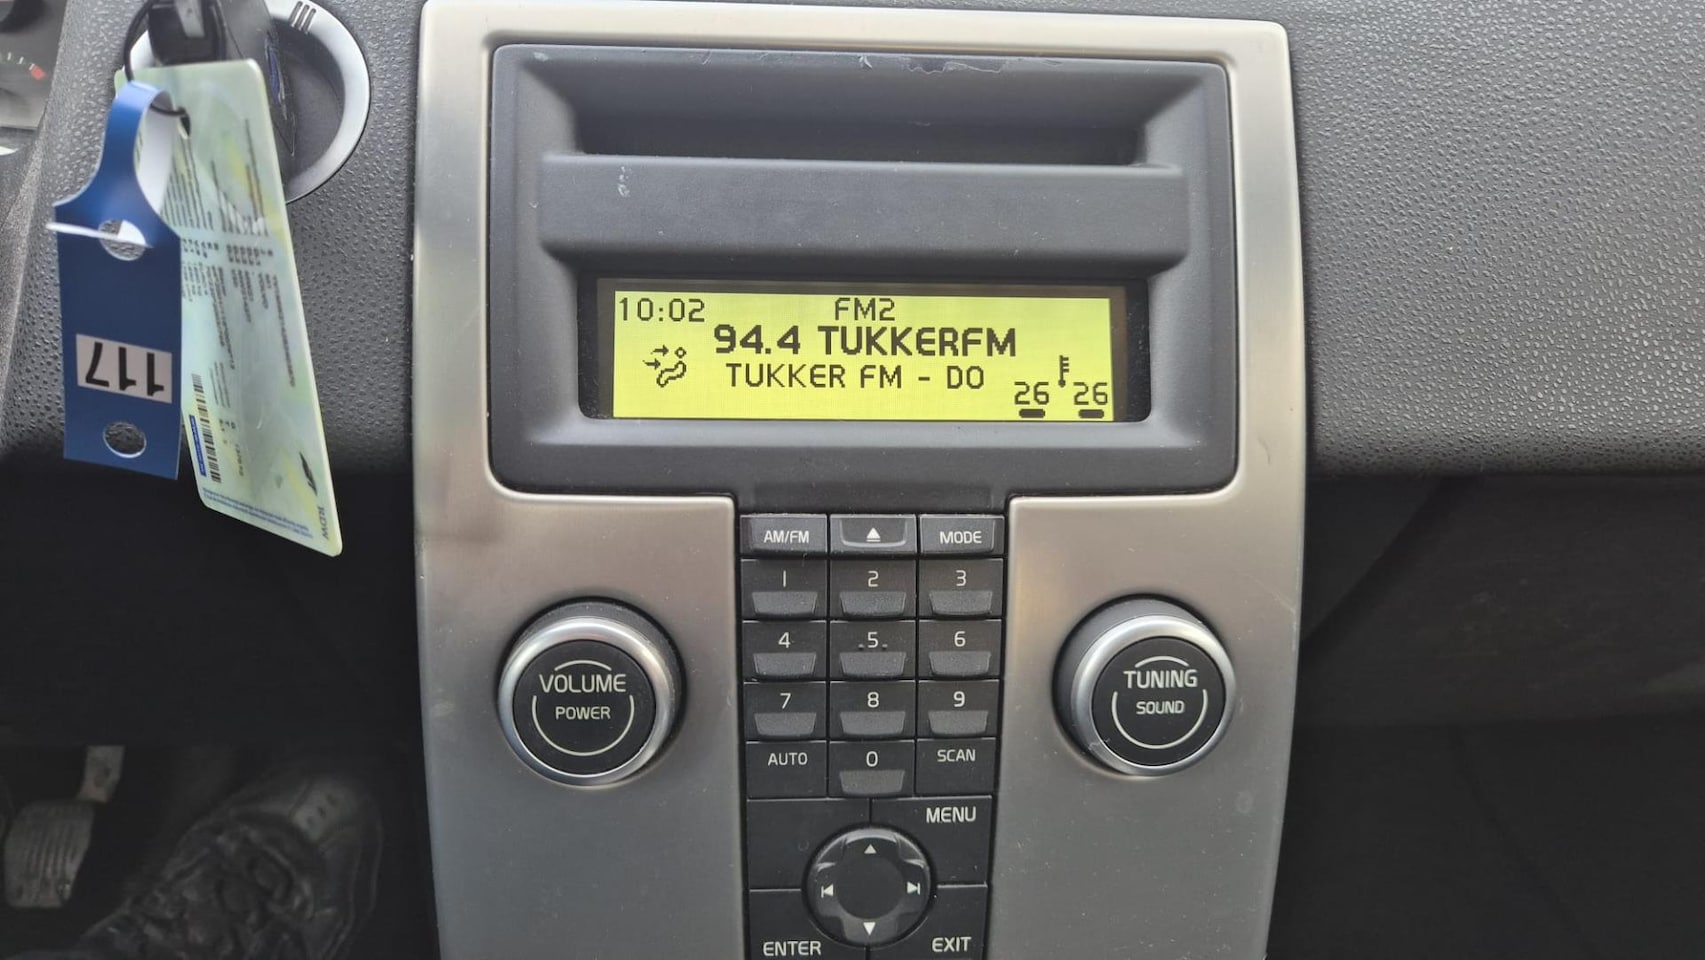 10:02 FM2
94.4 TUKKERFM
TUKKER FM - DO
26 26
117
RDW
AM/FM MODE
1 2 3
4 5 6
7 8 9
AUTO 0 SCAN
VOLUME
POWER
TUNING
SOUND
MENU
ENTER EXIT